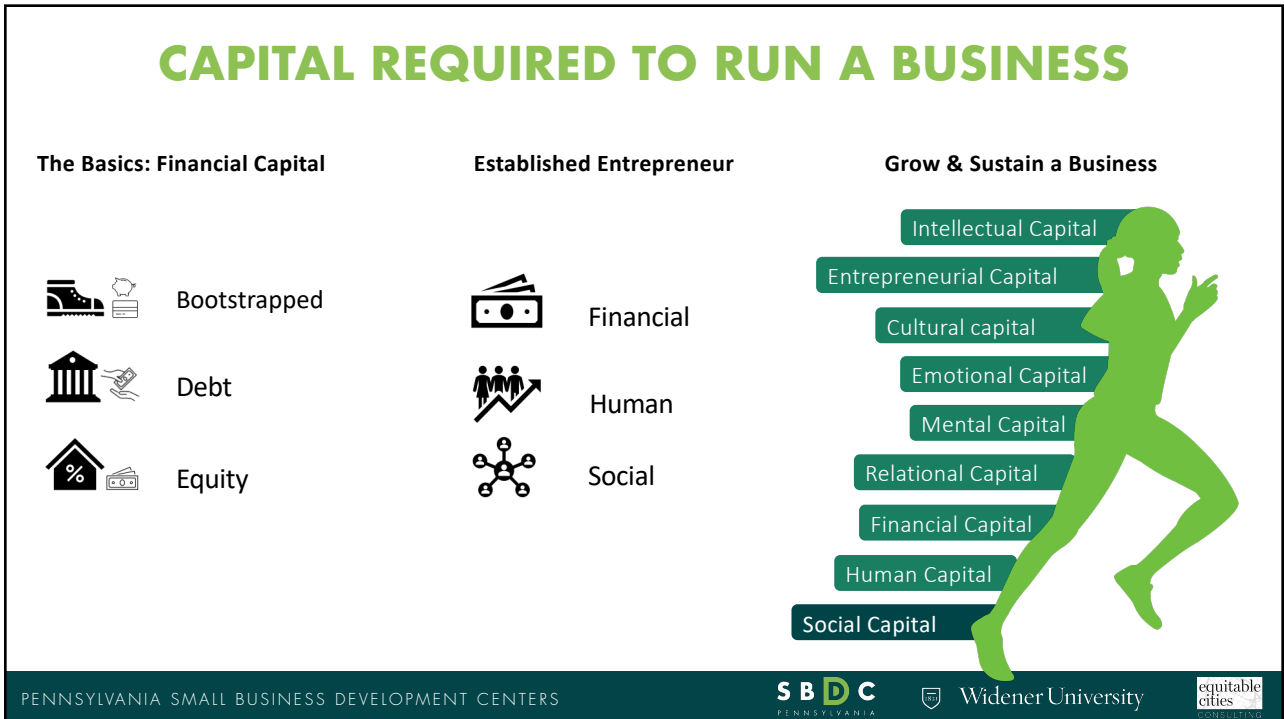 CAPITAL REQUIRED TO RUN A BUSINESS
The Basics: Financial Capital
Bootstrapped
Debt
%
Equity
Established Entrepreneur
Financial
Human
Social
Grow & Sustain a Business
Intellectual Capital
Entrepreneurial Capital
Cultural capital
Emotional Capital
Mental Capital
Relational Capital
Financial Capital
Human Capital
Social Capital
PENNSYLVANIA SMALL BUSINESS DEVELOPMENT CENTERS
SBDC
PENNSYLVANIA
1821
Widener University
equitable
cities
CONSULTING